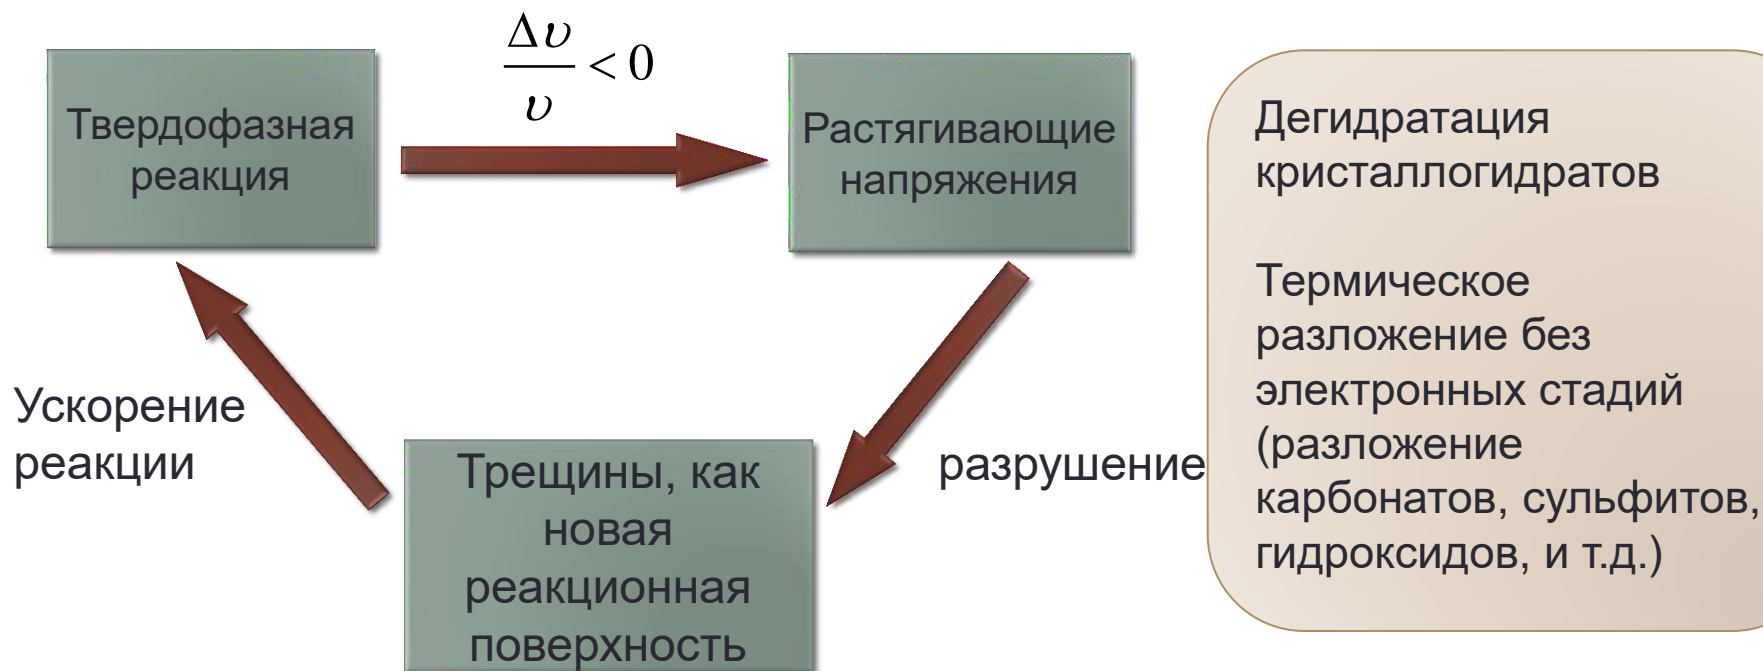 Твердофазная
реакция
Δυ/υ < 0
Растягивающие
напряжения
Ускорение
реакции
Трещины, как
новая
реакционная
поверхность
разрушение
Дегидратация
кристаллогидратов
Термическое
разложение без
электронных стадий
(разложение
карбонатов, сульфитов,
гидроксидов, и т.д.)